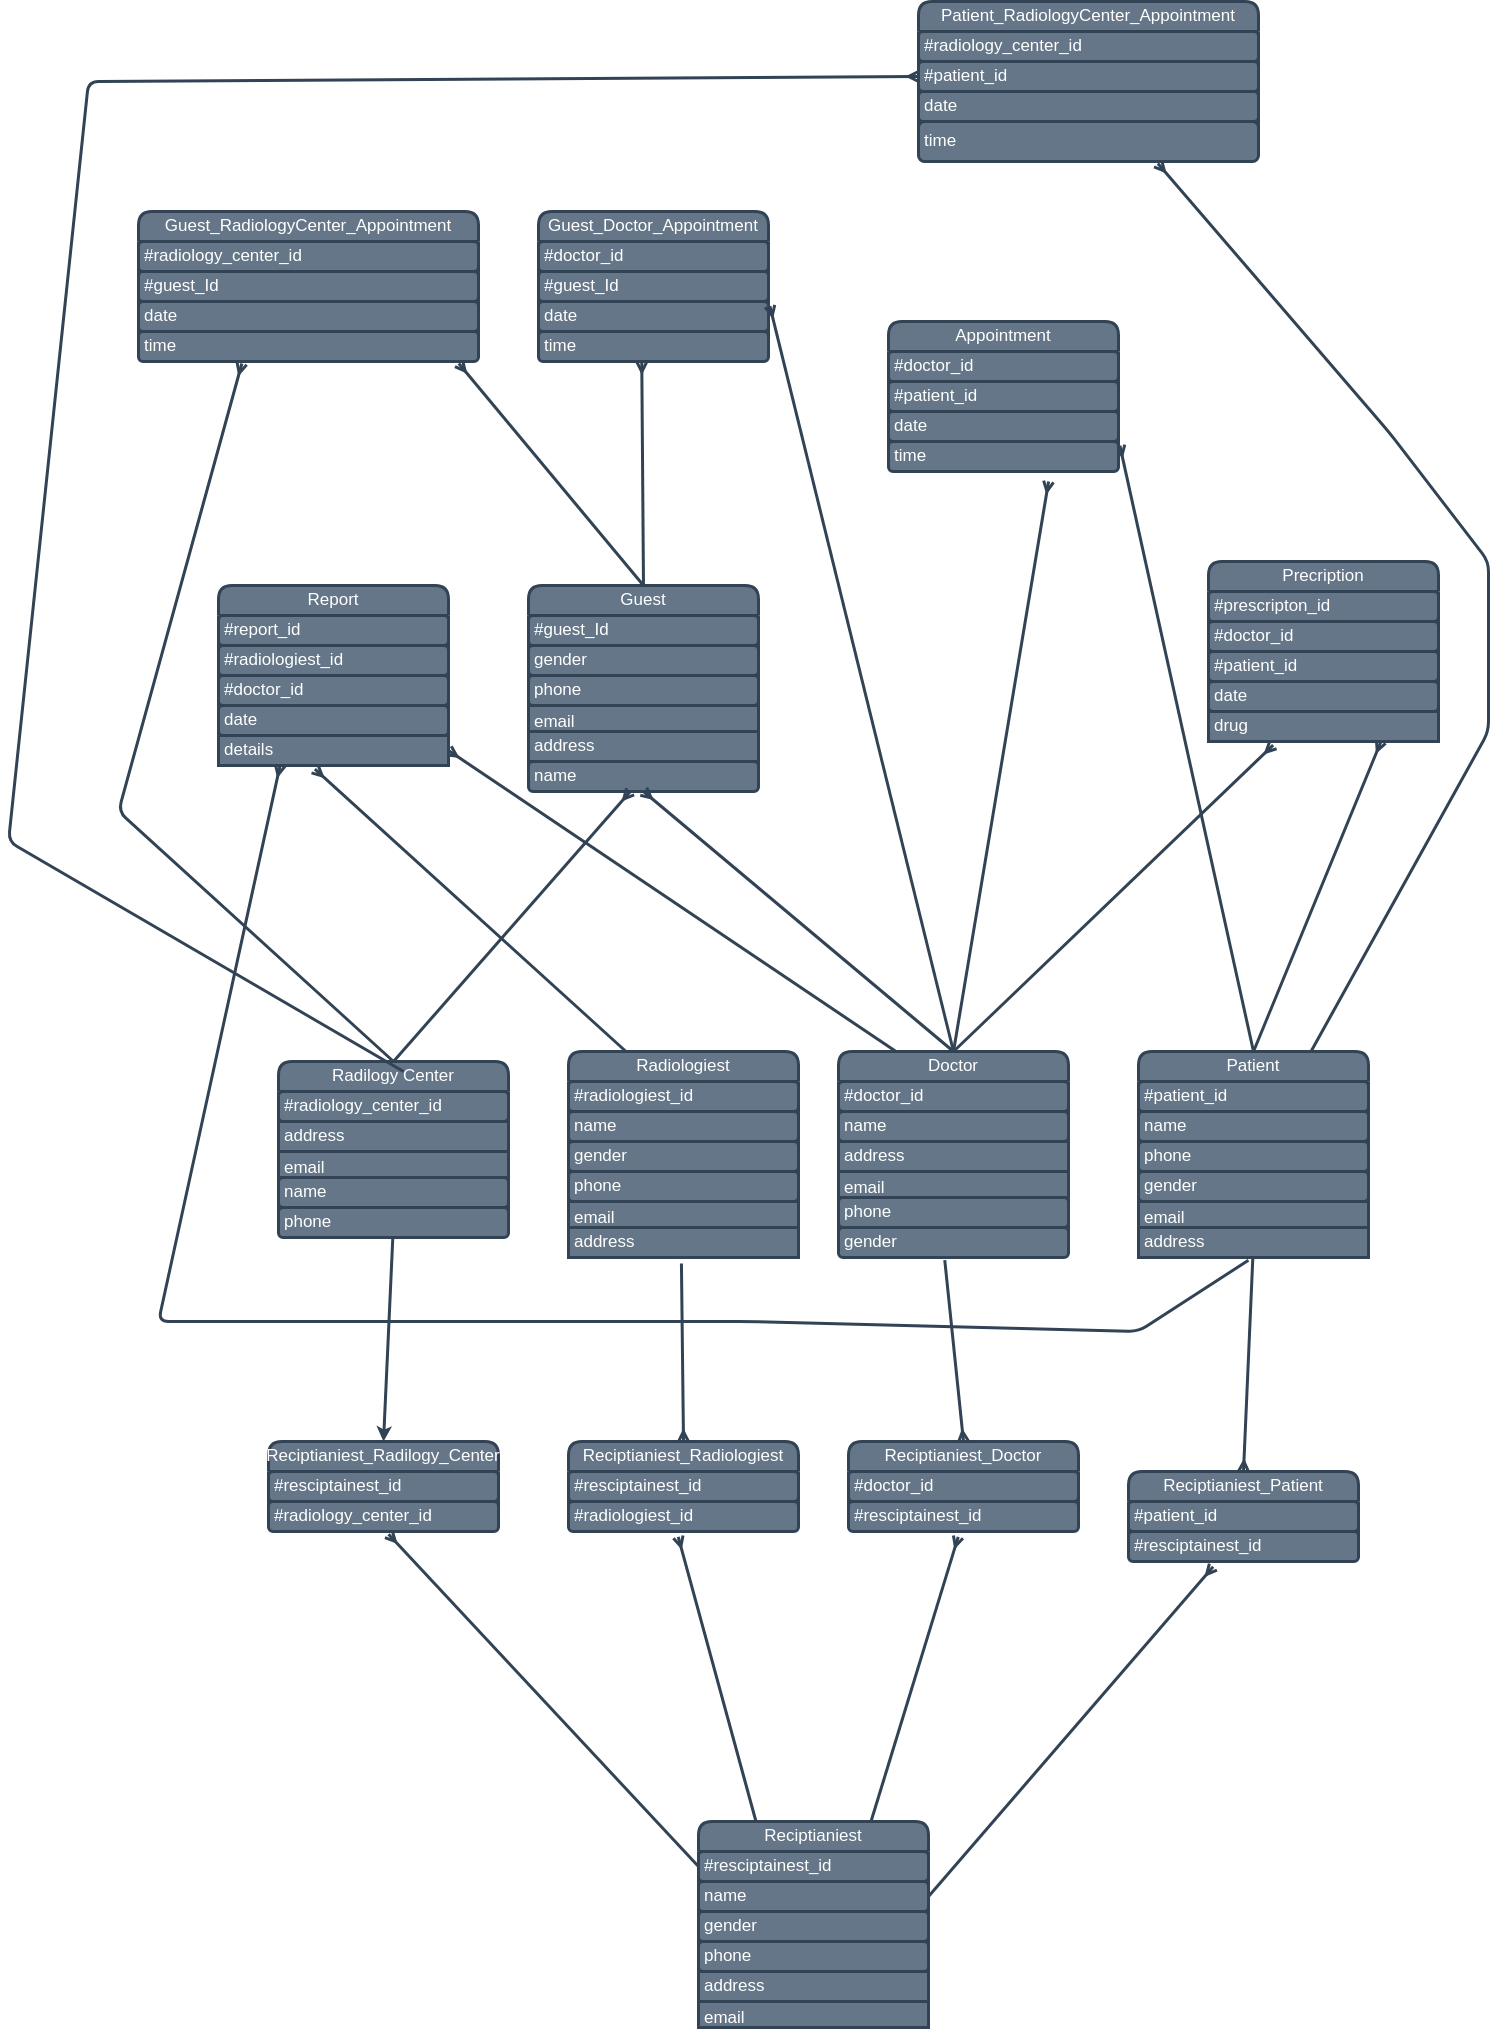 Patient_RadiologyCenter_Appointment
#radiology_center_id
#patient_id
date
time
Guest_RadiologyCenter_Appointment
#radiology_center_id
#guest_Id
date
time
Guest_Doctor_Appointment
#doctor_id
#guest_Id
date
time
Appointment
#doctor_id
#patient_id
date
time
Report
#report_id
#radiologiest_id
#doctor_id
date
details
Guest
#guest_Id
gender
phone
email
address
name
Precription
#prescripton_id
#doctor_id
#patient_id
date
drug
Radilogy Center
#radiology_center_id
address
email
name
phone
Radiologiest
#radiologiest_id
name
gender
phone
email
address
Doctor
#doctor_id
name
address
email
phone
gender
Patient
#patient_id
name
phone
gender
email
address
Reciptianiest_Radilogy_Center
#resciptainest_id
#radiology_center_id
Reciptianiest_Radiologiest
#resciptainest_id
#radiologiest_id
Reciptianiest_Doctor
#doctor_id
#resciptainest_id
Reciptianiest_Patient
#patient_id
#resciptainest_id
Reciptianiest
#resciptainest_id
name
gender
phone
address
email